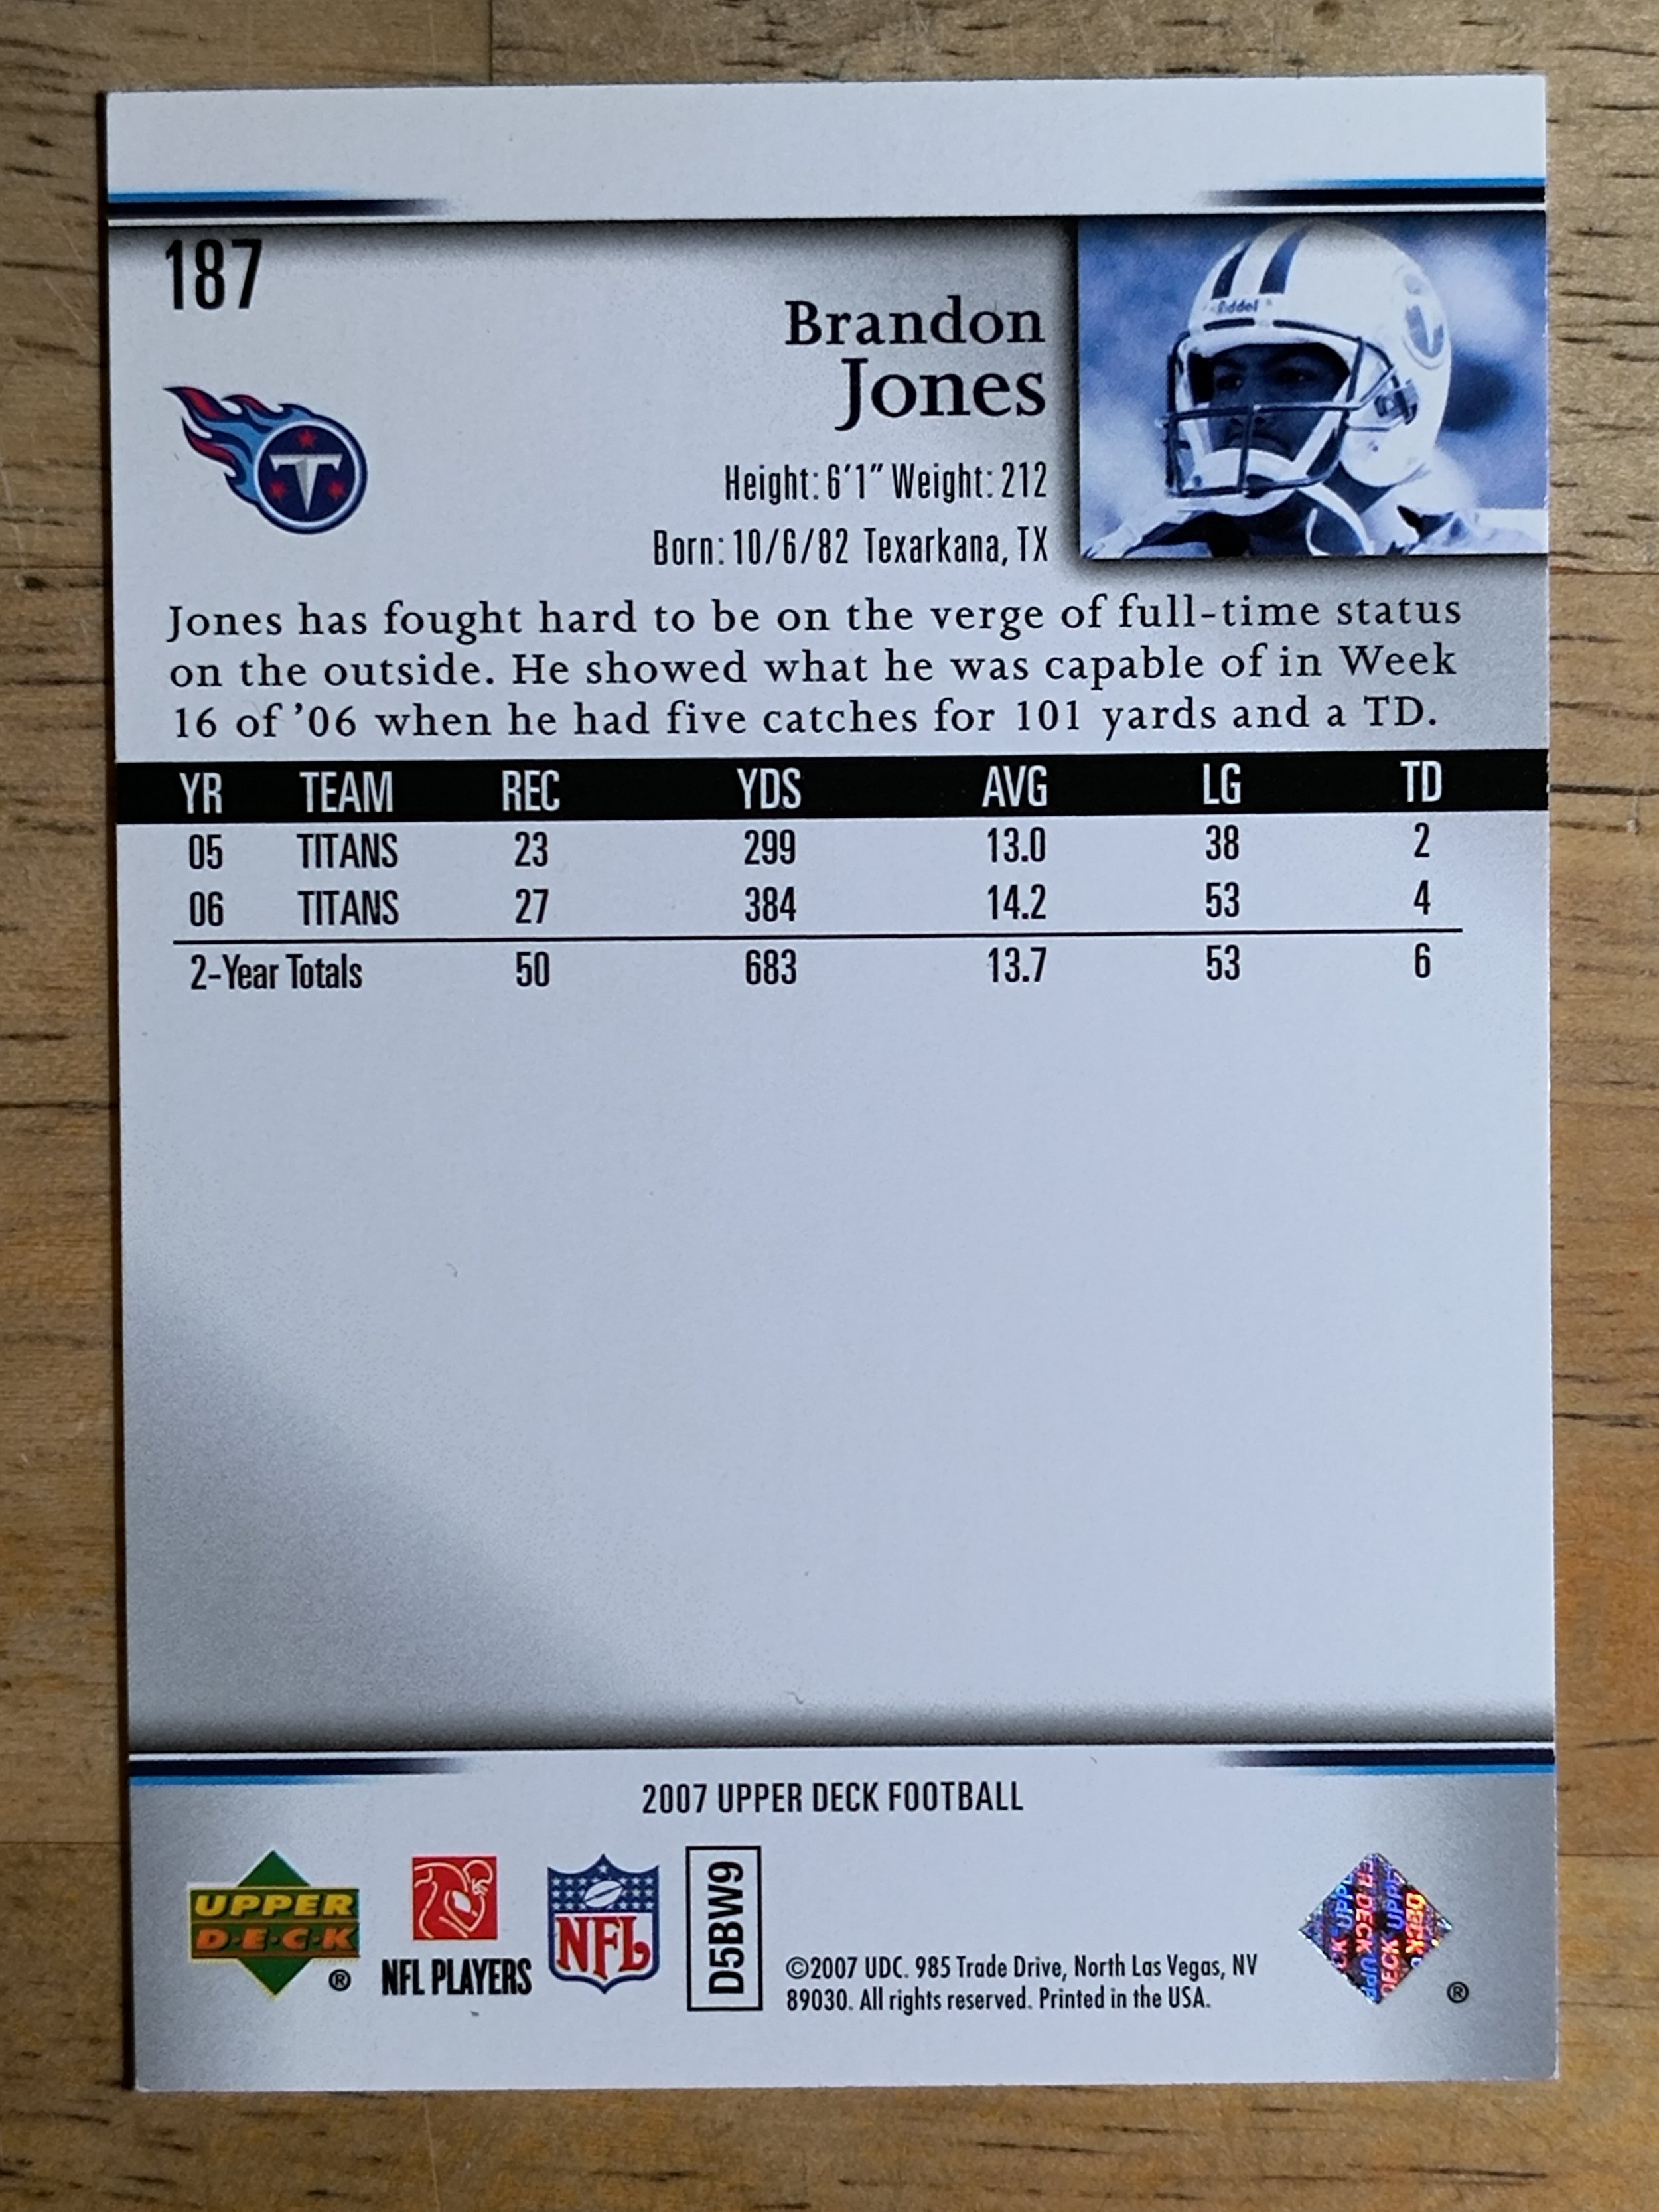 187
Brandon
Jones
Height: 6'1" Weight: 212
Born: 10/6/82 Texarkana, TX
Riddell
Jones has fought hard to be on the verge of full-time status
on the outside. He showed what he was capable of in Week
16 of ’06 when he had five catches for 101 yards and a TD.
YR TEAM REC YDS AVG LG TD
05 TITANS 23 299 13.0 38 2
06 TITANS 27 384 14.2 53 4
2-Year Totals 50 683 13.7 53 6
2007 UPPER DECK FOOTBALL
UPPER
D·E·C·K
®
NFL PLAYERS
NFL
D5BW9
©2007 UDC. 985 Trade Drive, North Las Vegas, NV
89030. All rights reserved. Printed in the USA.
®